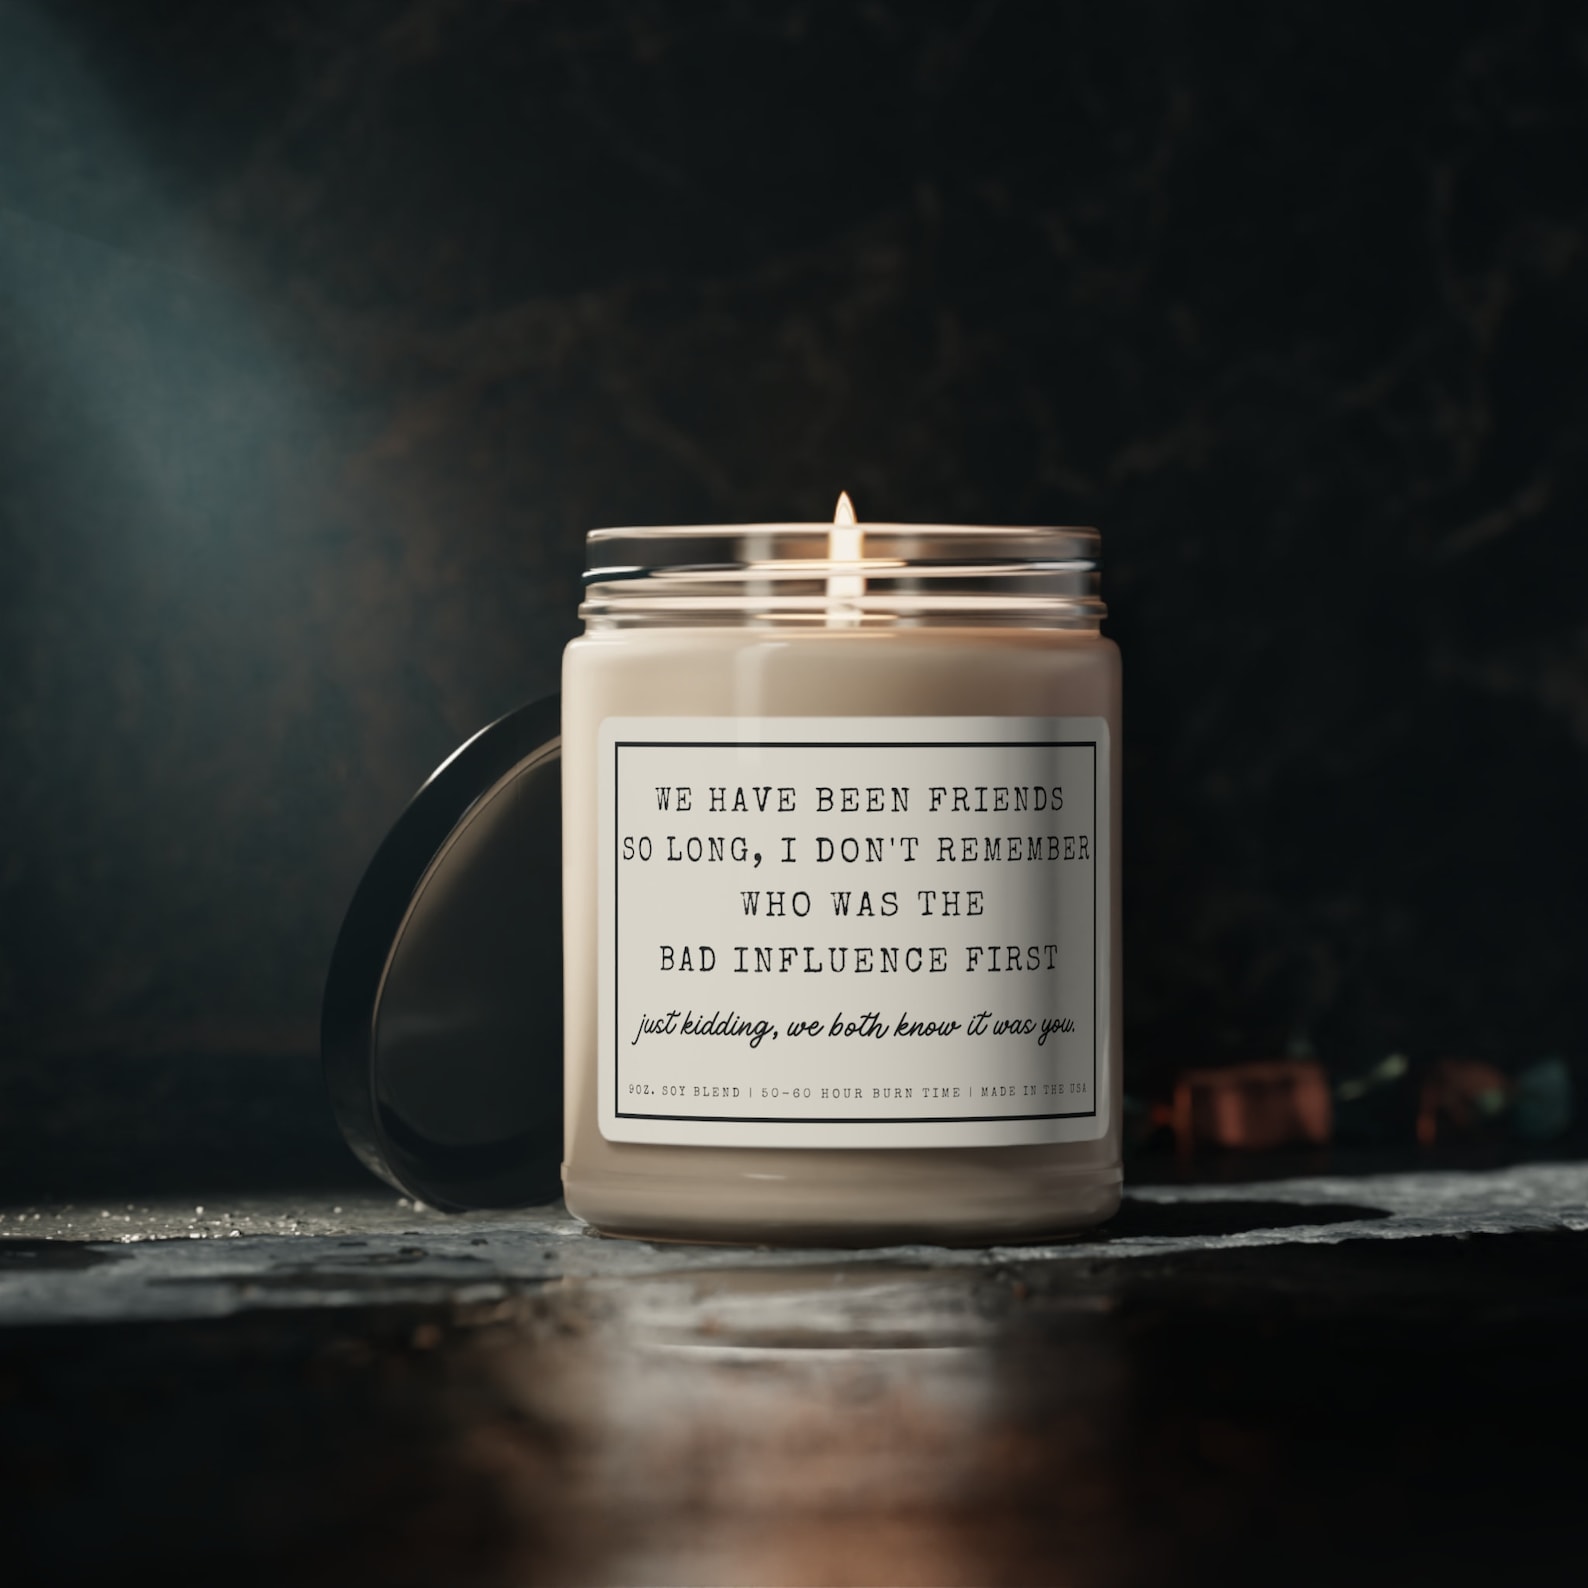 WE HAVE BEEN FRIENDS
SO LONG, I DON'T REMEMBER
WHO WAS THE
BAD INFLUENCE FIRST
just kidding, we both know it was you.
9OZ. SOY BLEND | 50-60 HOUR BURN TIME | MADE IN THE USA